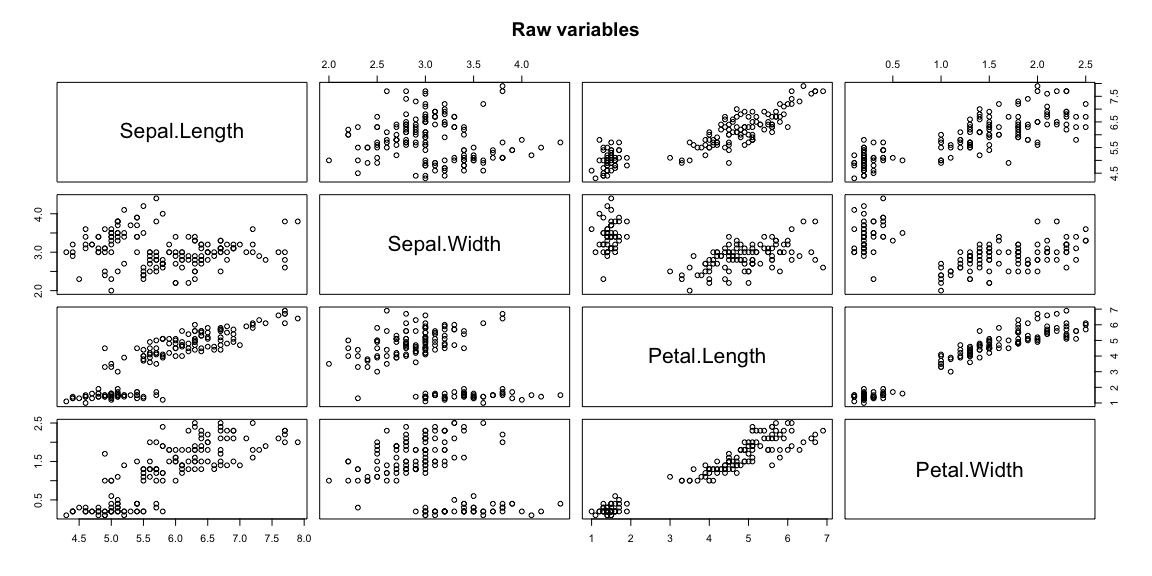 Raw variables
2.0 2.5 3.0 3.5 4.0
0.5 1.0 1.5 2.0 2.5
Sepal.Length
4.5 5.5 6.5 7.5
2.0 3.0 4.0
Sepal.Width
Petal.Length
1 2 3 4 5 6 7
0.5 1.5 2.5
Petal.Width
4.5 5.0 5.5 6.0 6.5 7.0 7.5 8.0
1 2 3 4 5 6 7